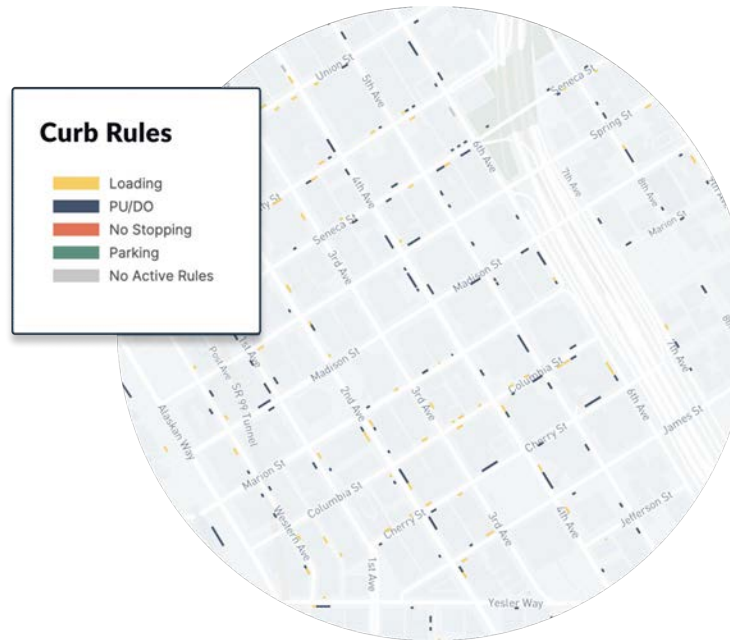 Curb Rules
Loading
PU/DO
No Stopping
Parking
No Active Rules
Union St
5th Ave
Seneca St
Spring St
6th Ave
7th Ave
8th Ave
4th Ave
Marion St
Seneca St
3rd Ave
Madison St
1st Ave
Post Ave
SR 99 Tunnel
Madison St
7th Ave
Columbia St
2nd Ave
3rd Ave
6th Ave
Alaskan Way
James St
Cherry St
Marion St
Columbia St
Western Ave
Cherry St
3rd Ave
4th Ave
Jefferson St
1st Ave
Yesler Way